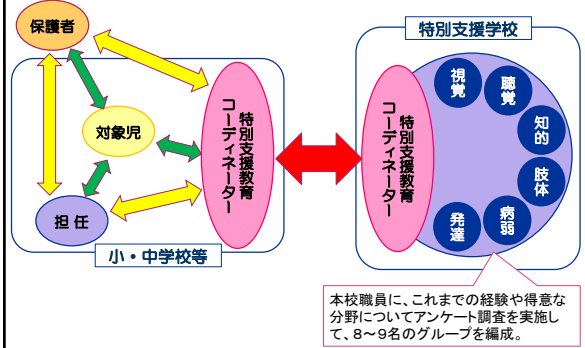 保護者
対象児
担 任
特別支援教育
コーディネーター
小・中学校等
特別支援学校
特別支援教育
コーディネーター
視覚
聴覚
知的
肢体
病弱
発達
本校職員に、これまでの経験や得意な
分野についてアンケート調査を実施し
て、８～９名のグループを編成。